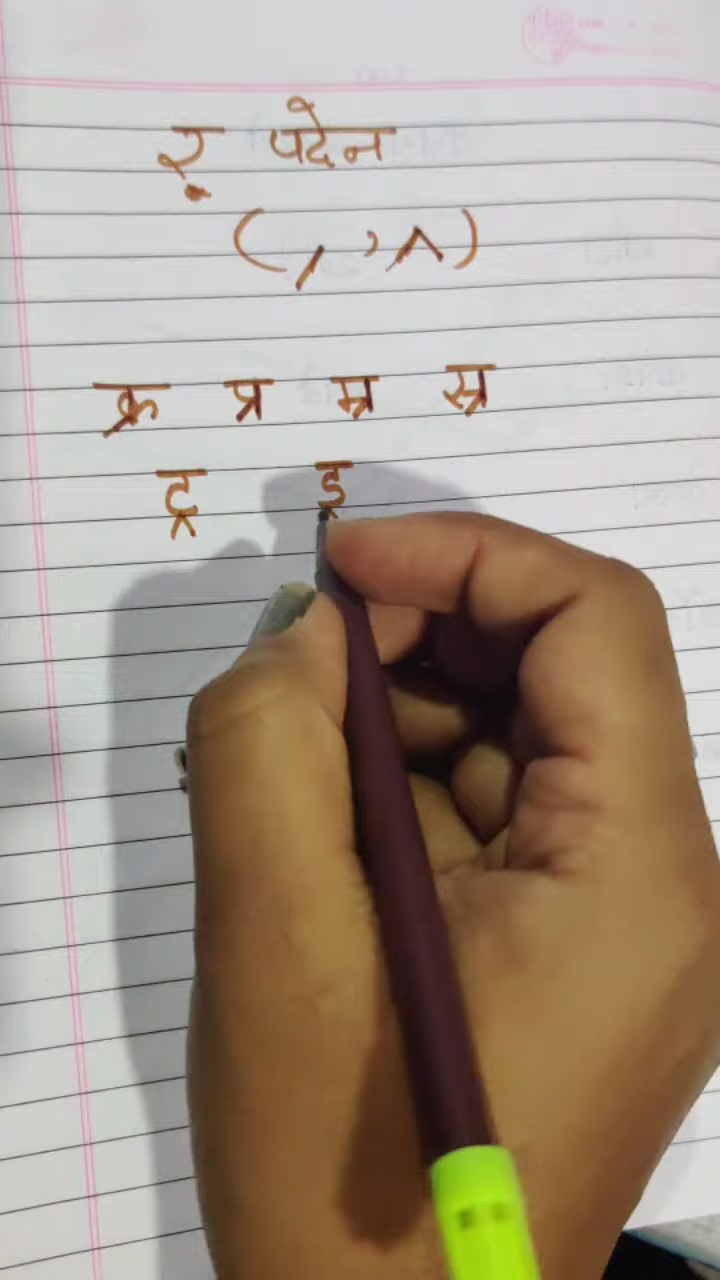 र् पदेन
( ्र , ' ^ )
क्र प्र म्र स्र
ट्र ड्र